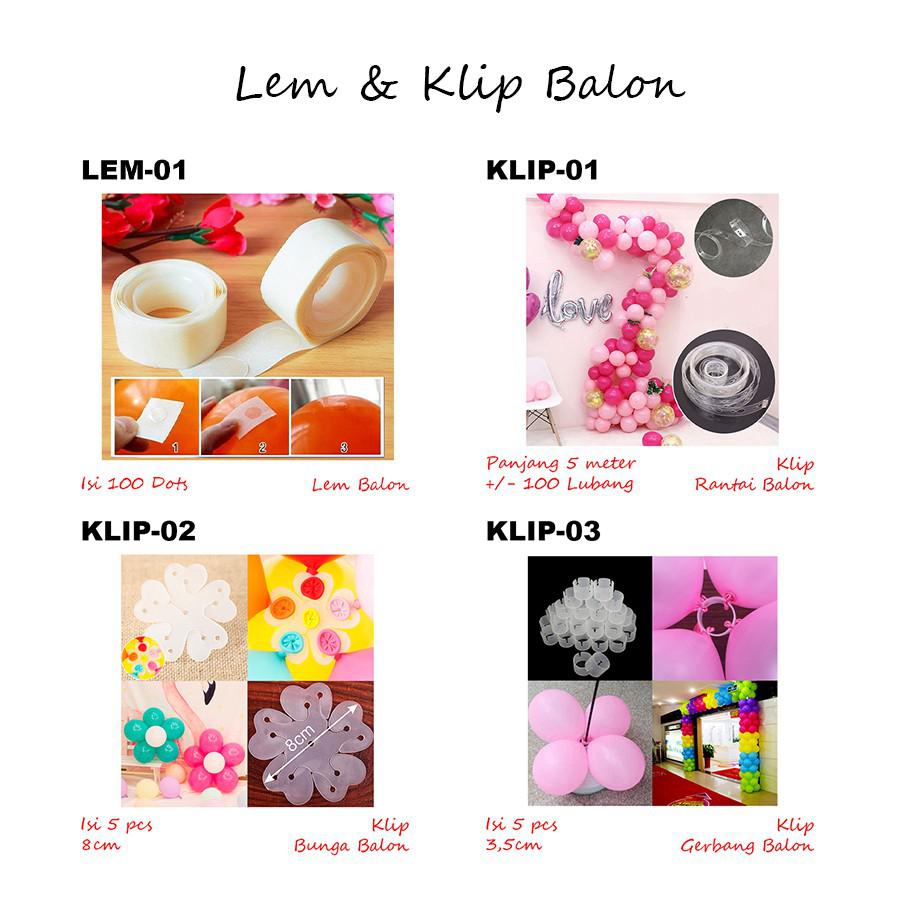 Lem & Klip Balon
LEM-01
1 2 3
Isi 100 Dots
Lem Balon
KLIP-01
love
Panjang 5 meter
+/- 100 Lubang
Klip
Rantai Balon
KLIP-02
8cm
Isi 5 pcs
8cm
Klip
Bunga Balon
KLIP-03
Isi 5 pcs
3,5cm
Klip
Gerbang Balon